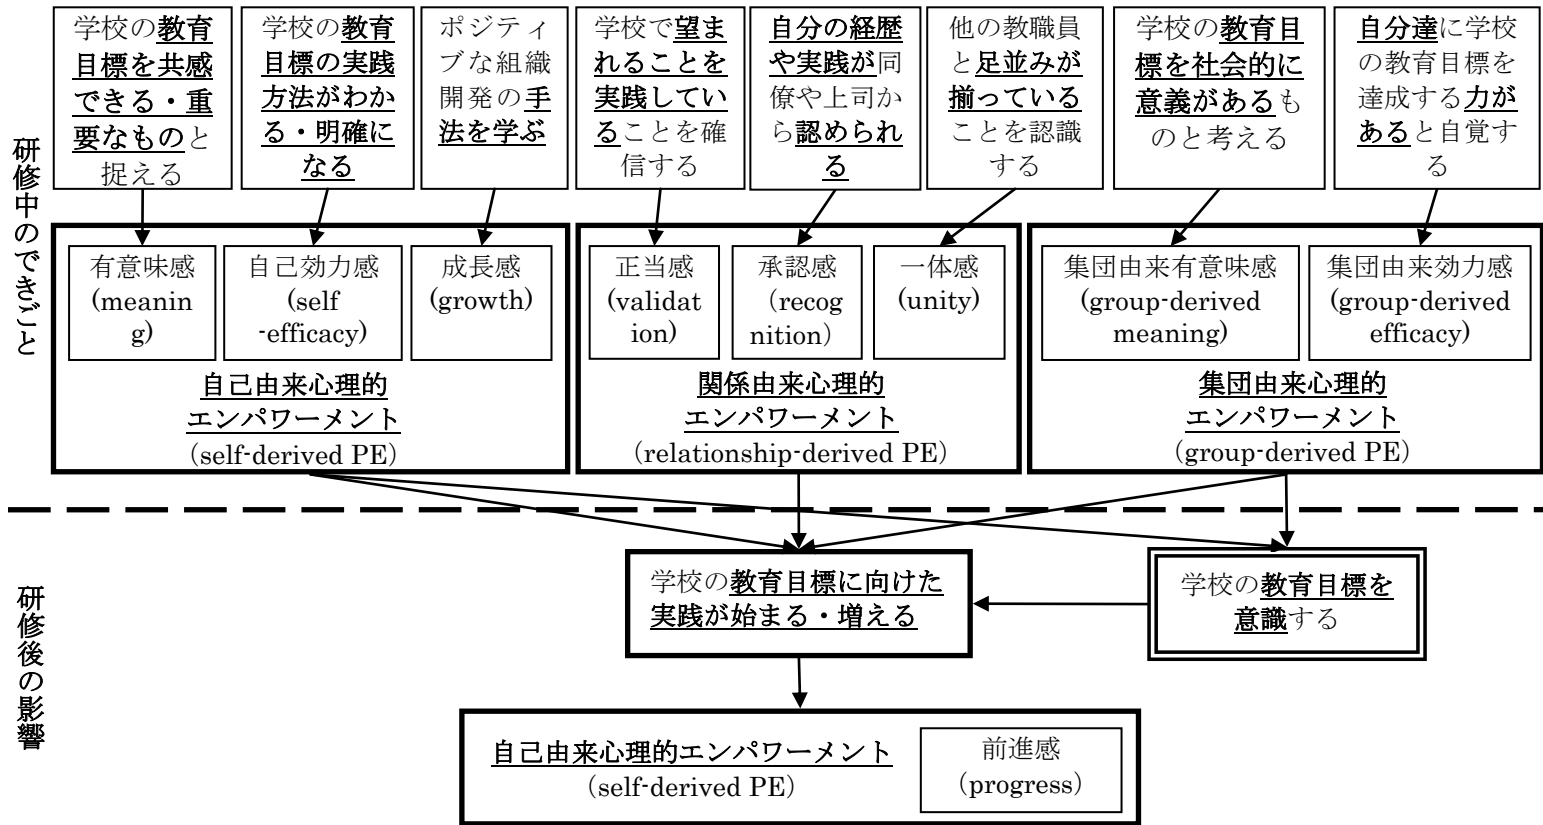 学校の教育
目標を共感
できる・重
要なものと
捉える
学校の教育
目標の実践
方法がわか
る・明確に
なる
ポジティ
ブな組織
開発の手
法を学ぶ
学校で望ま
れることを
実践してい
ることを確
信する
自分の経歴
や実践が同
僚や上司か
ら認められ
る
他の教職員
と足並みが
揃っている
ことを認識
する
学校の教育目
標を社会的に
意義があるも
のと考える
自分達に学校
の教育目標を
達成する力が
あると自覚す
る
研修中のできごと
有意味感
(meanin
g)
自己効力感
(self
-efficacy)
成長感
(growth)
正当感
(validat
ion)
承認感
（recog
nition）
一体感
(unity)
集団由来有意味感
(group-derived
meaning)
集団由来効力感
(group-derived
efficacy)
自己由来心理的
エンパワーメント
（self-derived PE）
関係由来心理的
エンパワーメント
（relationship-derived PE）
集団由来心理的
エンパワーメント
（group-derived PE）
研修後の影響
学校の教育目標に向けた
実践が始まる・増える
学校の教育目標を
意識する
自己由来心理的エンパワーメント
（self-derived PE）
前進感
（progress）